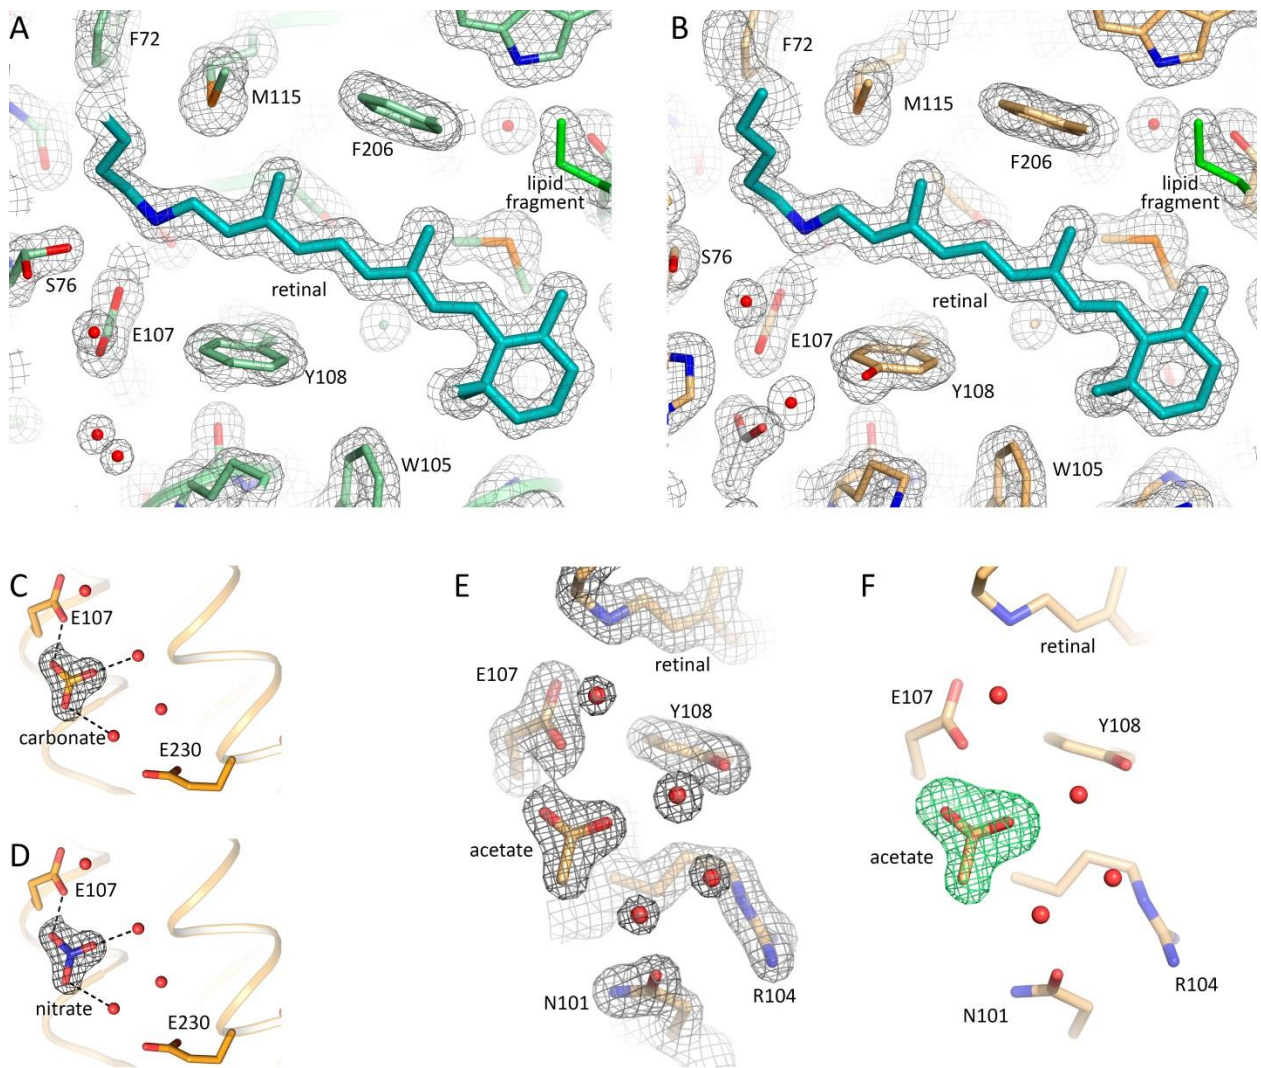 A
F72
M115
F206
lipid
fragment
S76
retinal
E107
Y108
W105
B
F72
M115
F206
lipid
fragment
S76
retinal
E107
Y108
W105
C
E107
carbonate
E230
D
E107
nitrate
E230
E
retinal
E107
Y108
acetate
N101
R104
F
retinal
E107
Y108
acetate
R104
N101